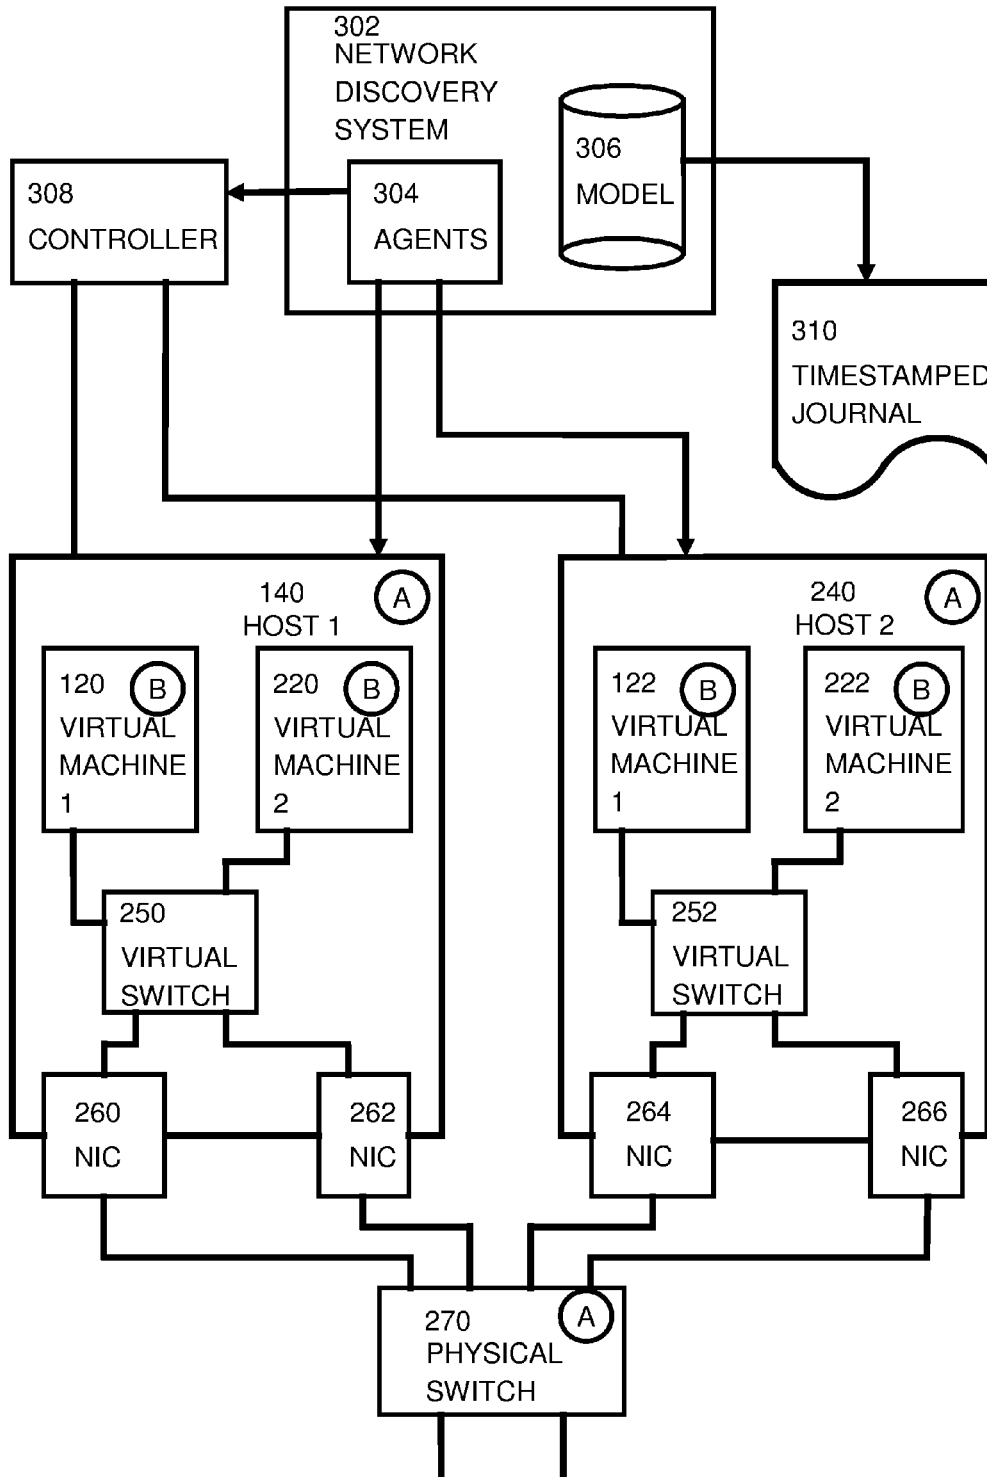 302
NETWORK
DISCOVERY
SYSTEM
306
MODEL
304
AGENTS
308
CONTROLLER
310
TIMESTAMPED
JOURNAL
140
HOST 1
A
120
B
VIRTUAL
MACHINE
1
220
B
VIRTUAL
MACHINE
2
250
VIRTUAL
SWITCH
260
NIC
262
NIC
240
HOST 2
A
122
B
VIRTUAL
MACHINE
1
222
B
VIRTUAL
MACHINE
2
252
VIRTUAL
SWITCH
264
NIC
266
NIC
270
A
PHYSICAL
SWITCH